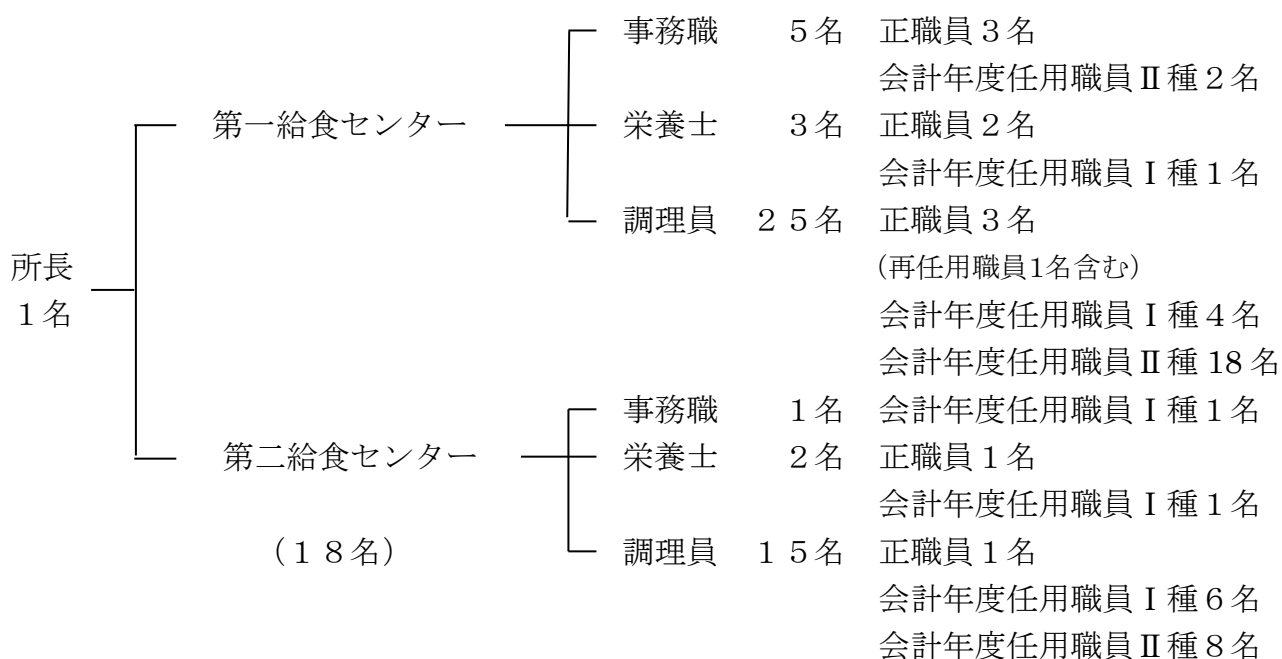 事務職 ５名 正職員３名
会計年度任用職員Ⅱ種２名
第一給食センター 栄養士 ３名 正職員２名
会計年度任用職員Ⅰ種１名
調理員 ２５名 正職員３名
所長 （再任用職員1名含む）
１名 会計年度任用職員Ⅰ種４名
会計年度任用職員Ⅱ種 18 名
事務職 １名 会計年度任用職員Ⅰ種１名
第二給食センター 栄養士 ２名 正職員１名
会計年度任用職員Ⅰ種１名
（１８名） 調理員 １５名 正職員１名
会計年度任用職員Ⅰ種６名
会計年度任用職員Ⅱ種８名